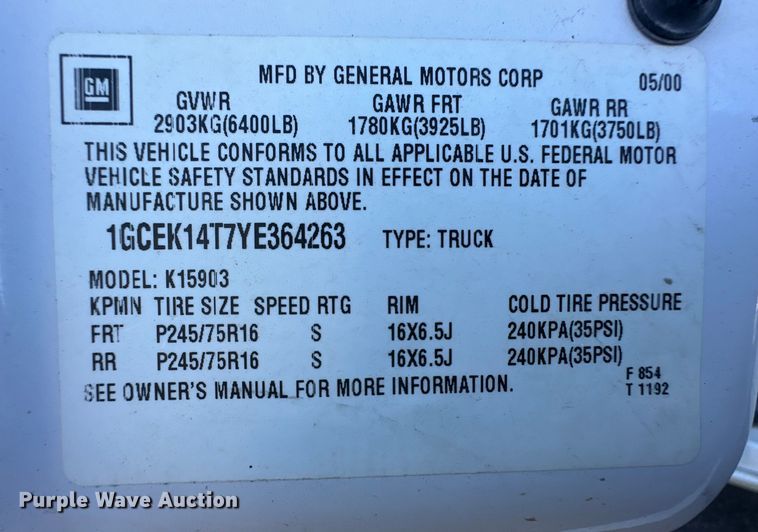 GM
MFD BY GENERAL MOTORS CORP 05/00
GVWR GAWR FRT GAWR RR
2903KG(6400LB) 1780KG(3925LB) 1701KG(3750LB)
THIS VEHICLE CONFORMS TO ALL APPLICABLE U.S. FEDERAL MOTOR
VEHICLE SAFETY STANDARDS IN EFFECT ON THE DATE OF
MANUFACTURE SHOWN ABOVE.
1GCEK14T7YE364263 TYPE: TRUCK
MODEL: K15903
KPMN TIRE SIZE SPEED RTG RIM COLD TIRE PRESSURE
FRT P245/75R16 S 16X6.5J 240KPA(35PSI)
RR P245/75R16 S 16X6.5J 240KPA(35PSI)
SEE OWNER'S MANUAL FOR MORE INFORMATION.
F 854
T 1192
Purple Wave Auction